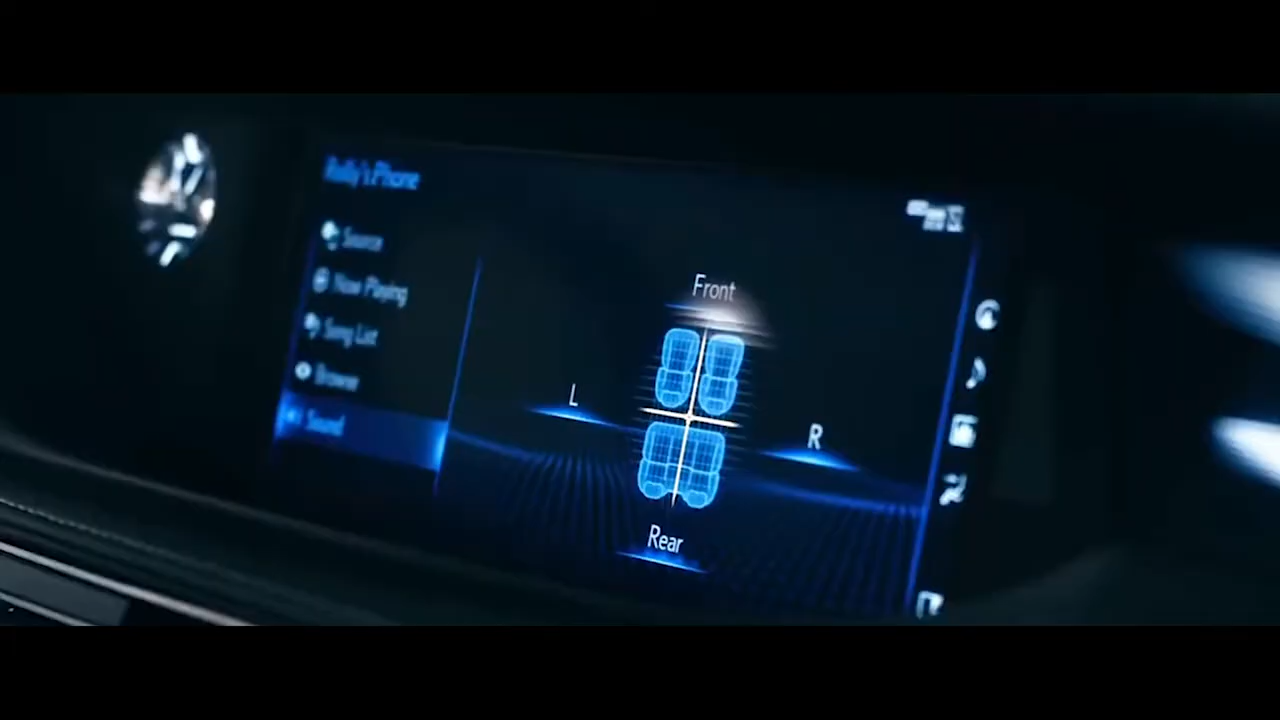 Source
Now Playing
Song List
Browse
Sound
Front
L
R
Rear